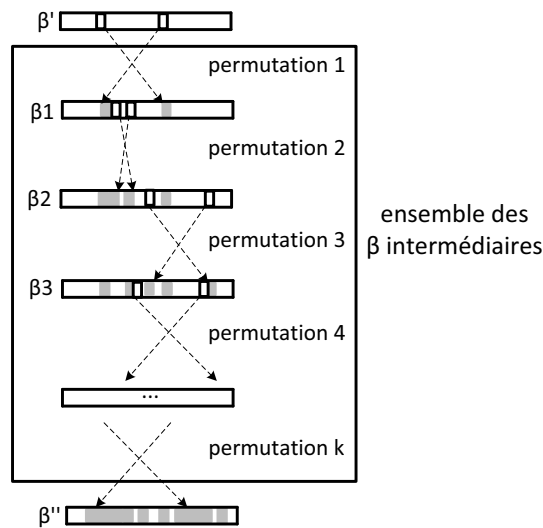 β'
permutation 1
β1
permutation 2
β2
ensemble des
β intermédiaires
permutation 3
β3
permutation 4
...
permutation k
β''